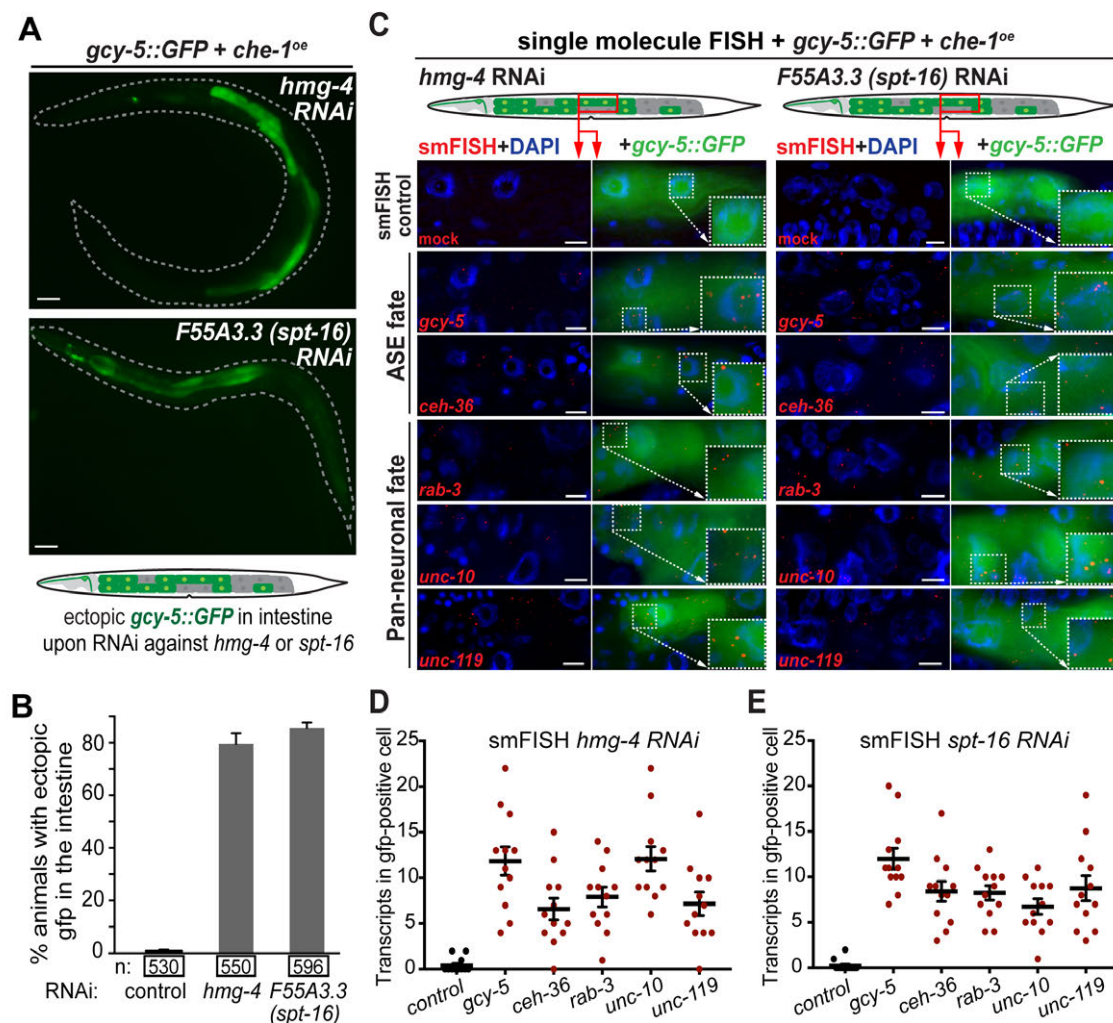 A
gcy-5::GFP + che-1oe
hmg-4
RNAi
F55A3.3 (spt-16)
RNAi
ectopic gcy-5::GFP in intestine
upon RNAi against hmg-4 or spt-16
B
% animals with ectopic
gfp in the intestine
80
60
40
20
0
n: 530 550 596
RNAi: control hmg-4 F55A3.3
(spt-16)
C
single molecule FISH + gcy-5::GFP + che-1oe
hmg-4 RNAi
F55A3.3 (spt-16) RNAi
smFISH+DAPI +gcy-5::GFP
smFISH+DAPI +gcy-5::GFP
smFISH
control
mock
mock
ASE fate
gcy-5
gcy-5
ceh-36
ceh-36
Pan-neuronal fate
rab-3
rab-3
unc-10
unc-10
unc-119
unc-119
D
smFISH hmg-4 RNAi
Transcripts in gfp-positive cell
25
20
15
10
5
0
control gcy-5 ceh-36 rab-3 unc-10 unc-119
E
smFISH spt-16 RNAi
Transcripts in gfp-positive cell
25
20
15
10
5
0
control gcy-5 ceh-36 rab-3 unc-10 unc-119